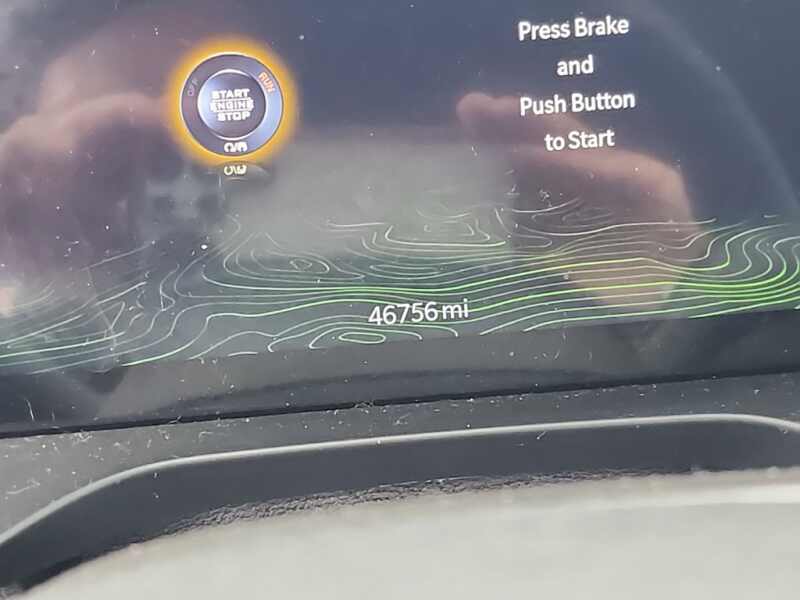 Press Brake
and
Push Button
to Start
OFF
RUN
START
ENGINE
STOP
46756 mi